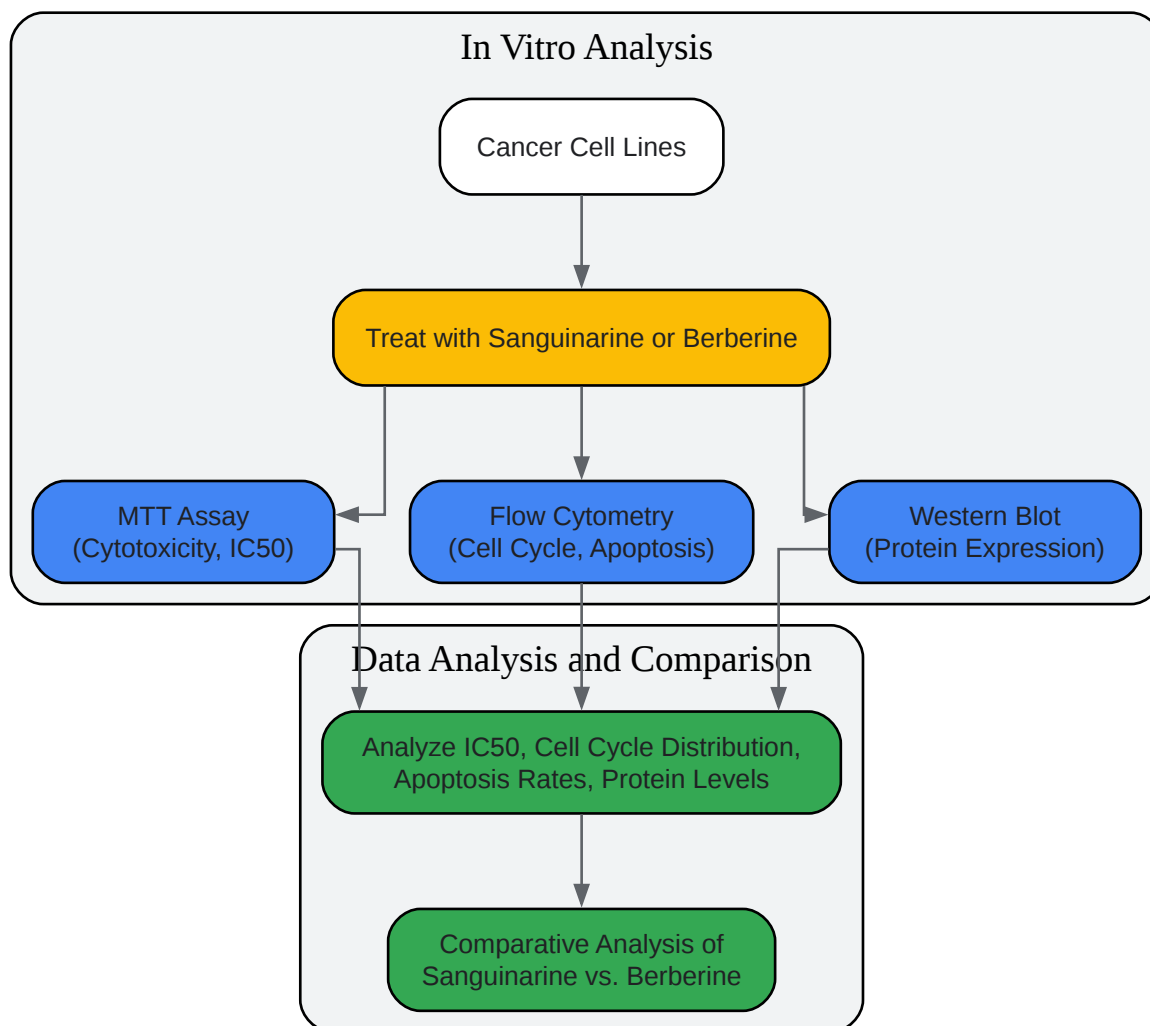 In Vitro Analysis
Cancer Cell Lines
Treat with Sanguinarine or Berberine
MTT Assay
(Cytotoxicity, IC50)
Flow Cytometry
(Cell Cycle, Apoptosis)
Western Blot
(Protein Expression)
Data Analysis and Comparison
Analyze IC50, Cell Cycle Distribution,
Apoptosis Rates, Protein Levels
Comparative Analysis of
Sanguinarine vs. Berberine